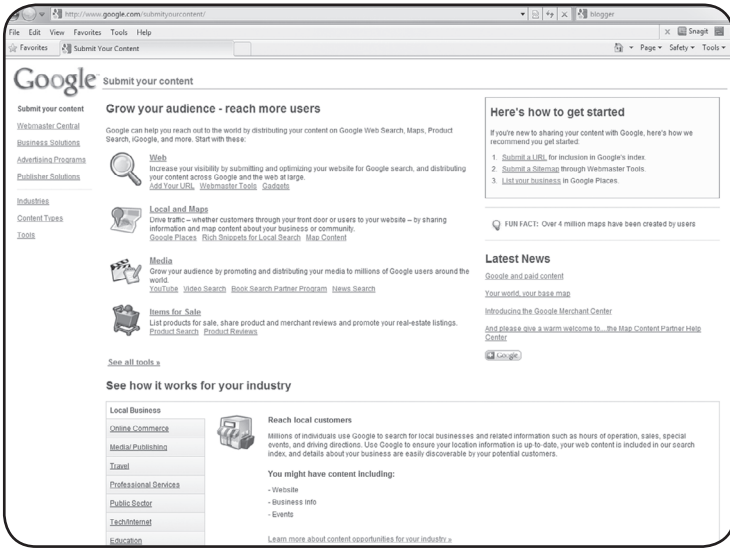 http://www.google.com/submityourcontent/
blogger
File Edit View Favorites Tools Help
Snagit
Favorites
Submit Your Content
Page Safety Tools
Google
Submit your content
Submit your content
Webmaster Central
Business Solutions
Advertising Programs
Publisher Solutions
Industries
Content Types
Tools
Grow your audience - reach more users
Google can help you reach out to the world by distributing your content on Google Web Search, Maps, Product
Search, iGoogle, and more. Start with these:
Web
Increase your visibility by submitting and optimizing your website for Google search, and distributing
your content across Google and the web at large.
Add Your URL Webmaster Tools Gadgets
Local and Maps
Drive traffic – whether customers through your front door or users to your website – by sharing
information and map content about your business or community.
Google Places Rich Snippets for Local Search Map Content
Media
Grow your audience by promoting and distributing your media to millions of Google users around the
world.
YouTube Video Search Book Search Partner Program News Search
Items for Sale
List products for sale, share product and merchant reviews and promote your real-estate listings.
Product Search Product Reviews
See all tools »
Here's how to get started
If you're new to sharing your content with Google, here's how we
recommend you get started:
1. Submit a URL for inclusion in Google's index.
2. Submit a Sitemap through Webmaster Tools.
3. List your business in Google Places.
FUN FACT: Over 4 million maps have been created by users
Latest News
Google and paid content
Your world, your base map
Introducing the Google Merchant Center
And please give a warm welcome to....the Map Content Partner Help
Center
Google
See how it works for your industry
Local Business
Online Commerce
Media/ Publishing
Travel
Professional Services
Public Sector
Tech/Internet
Education
Reach local customers
Millions of individuals use Google to search for local businesses and related information such as hours of operation, sales, special
events, and driving directions. Use Google to ensure your location information is up-to-date, your web content is included in our search
index, and details about your business are easily discoverable by your potential customers.
You might have content including:
- Website
- Business info
- Events
Learn more about content opportunities for your industry »